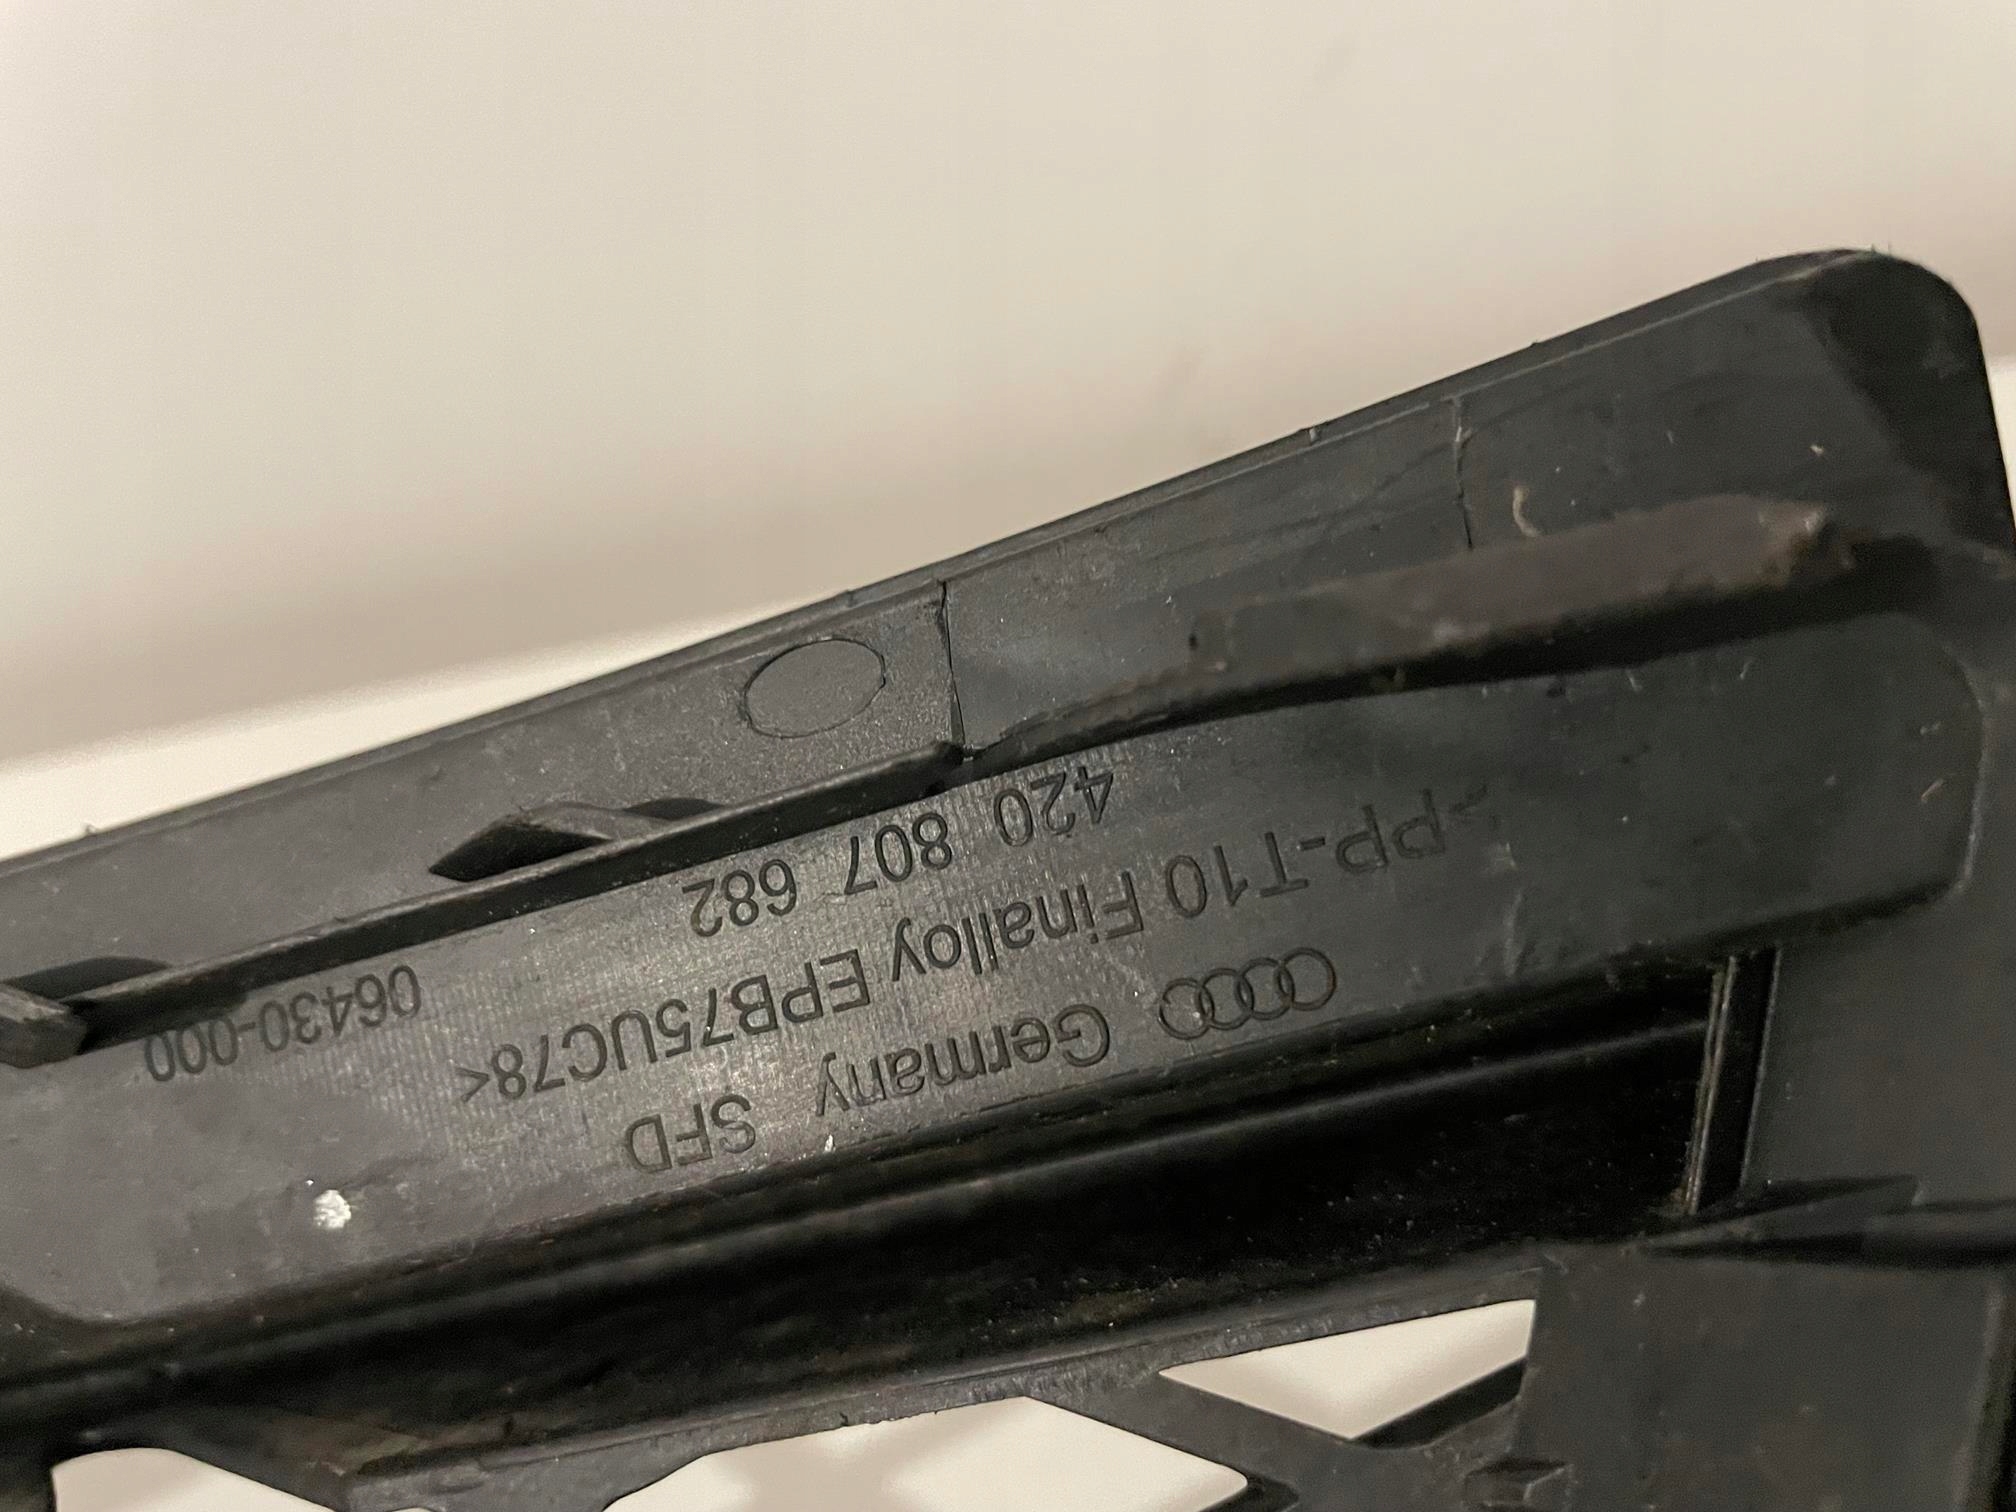 Germany SFD
>PP-T10 Finalloy EPB75UC78<
420 807 682
06430-000